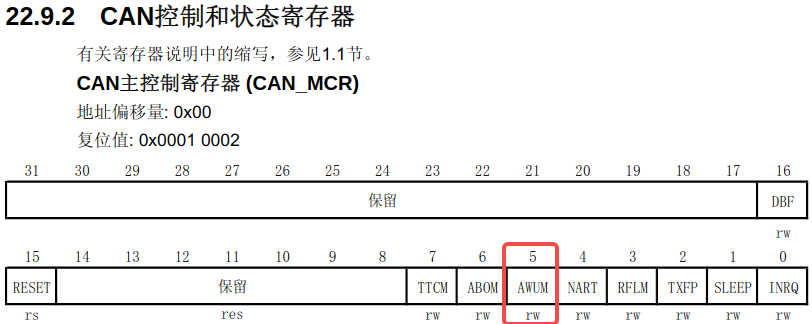 22.9.2 CAN控制和状态寄存器
有关寄存器说明中的缩写，参见1.1节。
CAN主控制寄存器 (CAN_MCR)
地址偏移量: 0x00
复位值: 0x0001 0002
31 30 29 28 27 26 25 24 23 22 21 20 19 18 17 16
保留 DBF
rw
15 14 13 12 11 10 9 8 7 6 5 4 3 2 1 0
RESET 保留 TTCM ABOM AWUM NART RFLM TXFP SLEEP INRQ
rs res rw rw rw rw rw rw rw rw